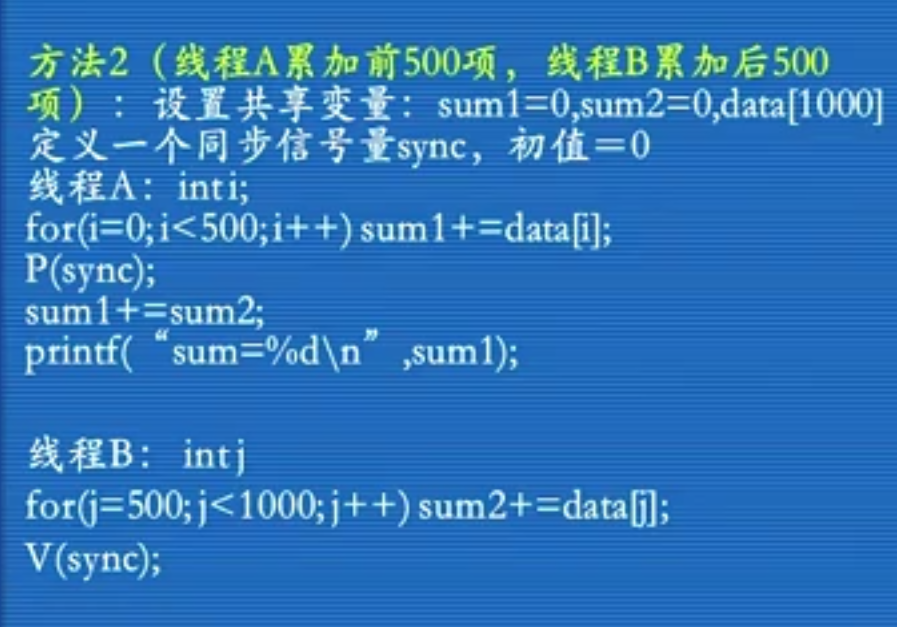 方法2（线程A累加前500项，线程B累加后500
项）：设置共享变量：sum1=0,sum2=0,data[1000]
定义一个同步信号量sync，初值＝0
线程A：int i;
for(i=0;i<500;i++) sum1+=data[i];
P(sync);
sum1+=sum2;
printf(“sum=%d\n”,sum1);
线程B： int j
for(j=500;j<1000;j++) sum2+=data[j];
V(sync);